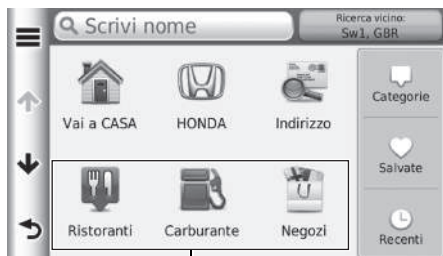 Scrivi nome
Ricerca vicino:
Sw1, GBR
Vai a CASA
HONDA
Indirizzo
Categorie
Ristoranti
Carburante
Negozi
Salvate
Recenti